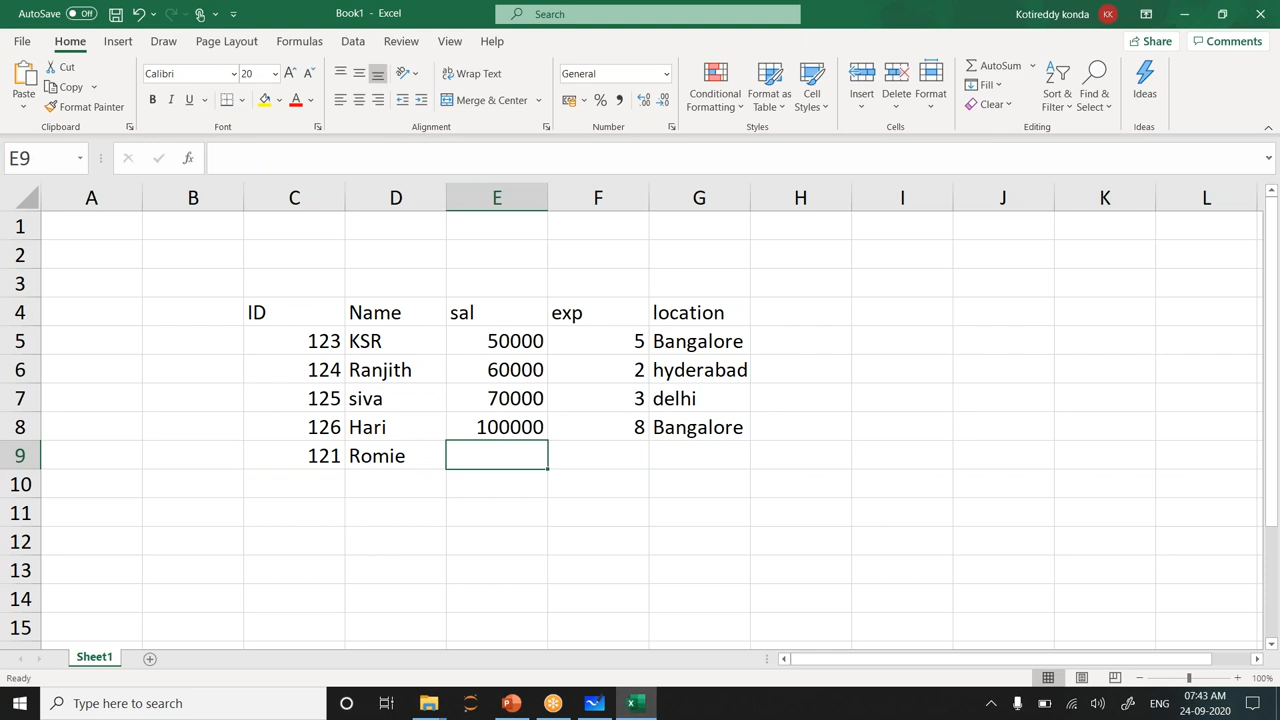 AutoSave Off Book1 - Excel Search Kotireddy konda KK
File Home Insert Draw Page Layout Formulas Data Review View Help Share Comments
Paste Cut Copy Format Painter Clipboard
Calibri 20 A A B I U A Font
Wrap Text Merge & Center Alignment
General % Number
Conditional Formatting Format as Table Cell Styles Styles
Insert Delete Format Cells
AutoSum Fill Clear Sort & Filter Find & Select Editing
Ideas Ideas
E9 fx
A B C D E F G H I J K L
1
2
3
4 ID Name sal exp location
5 123 KSR 50000 5 Bangalore
6 124 Ranjith 60000 2 hyderabad
7 125 siva 70000 3 delhi
8 126 Hari 100000 8 Bangalore
9 121 Romie
10
11
12
13
14
15
Sheet1
Ready 100%
Type here to search ENG 07:43 AM
24-09-2020